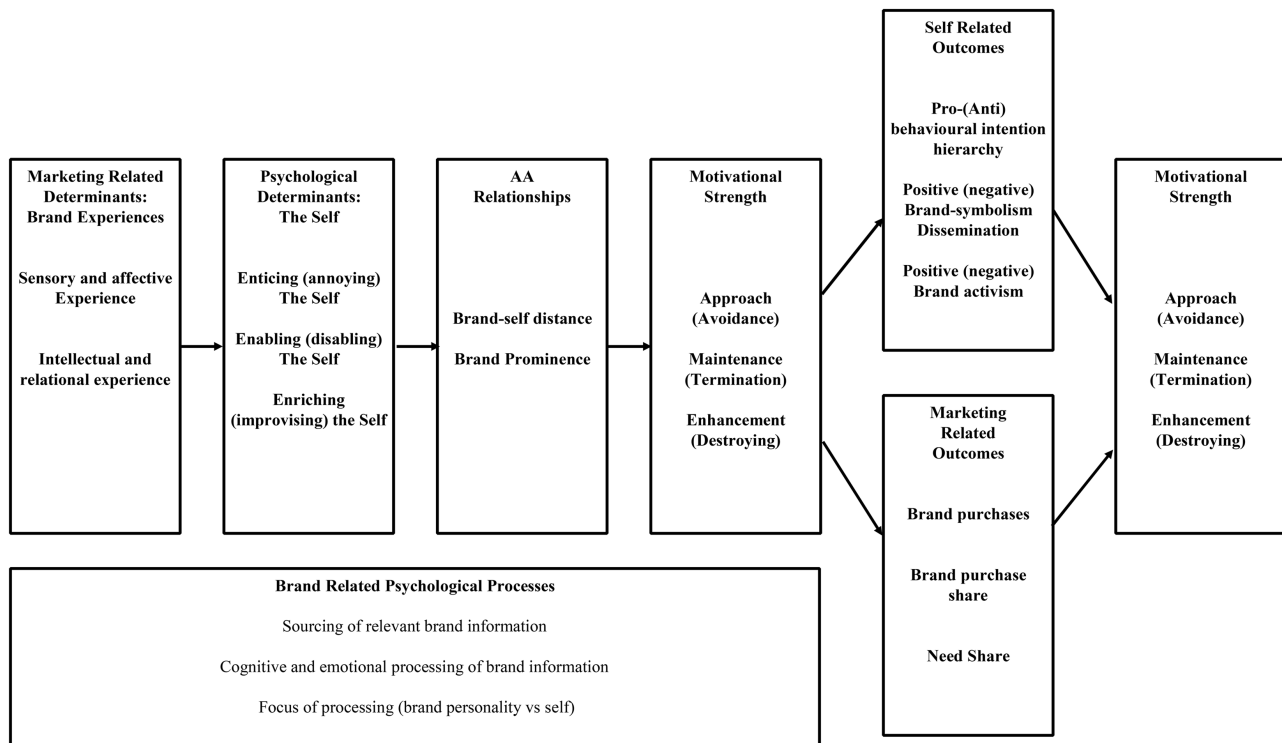 Marketing Related
Determinants:
Brand Experiences
Sensory and affective
Experience
Intellectual and
relational experience
Psychological
Determinants:
The Self
Enticing (annoying)
The Self
Enabling (disabling)
The Self
Enriching
(improvising) the Self
AA
Relationships
Brand-self distance
Brand Prominence
Motivational
Strength
Approach
(Avoidance)
Maintenance
(Termination)
Enhancement
(Destroying)
Self Related
Outcomes
Pro-(Anti)
behavioural intention
hierarchy
Positive (negative)
Brand-symbolism
Dissemination
Positive (negative)
Brand activism
Marketing
Related
Outcomes
Brand purchases
Brand purchase
share
Need Share
Motivational
Strength
Approach
(Avoidance)
Maintenance
(Termination)
Enhancement
(Destroying)
Brand Related Psychological Processes
Sourcing of relevant brand information
Cognitive and emotional processing of brand information
Focus of processing (brand personality vs self)